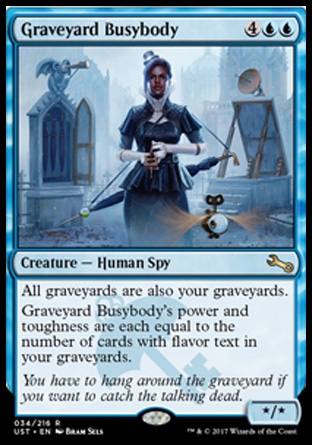 Graveyard Busybody 4
Creature — Human Spy
All graveyards are also your graveyards.
Graveyard Busybody's power and
toughness are each equal to the
number of cards with flavor text in
your graveyards.
You have to hang around the graveyard if
you want to catch the talking dead.
*/*
034/216 R
UST • EN BRAM SELS
™ & © 2017 Wizards of the Coast